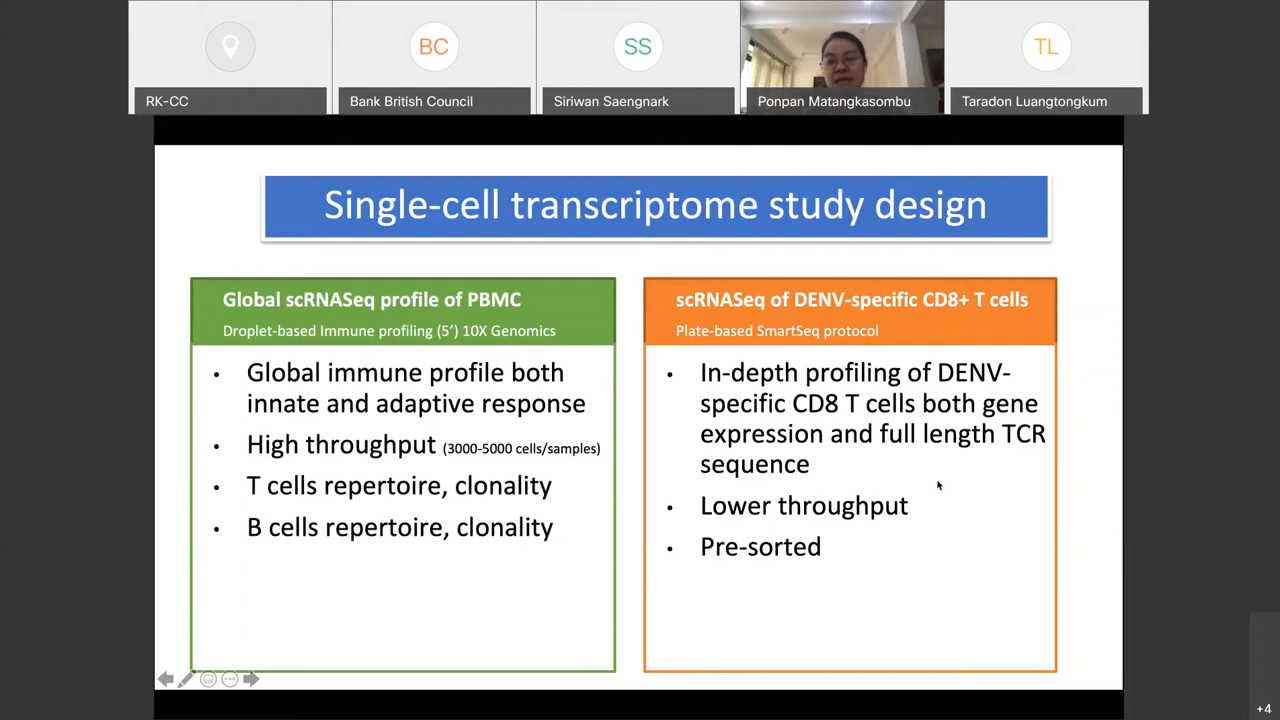 BC
SS
TL
RK-CC
Bank British Council
Siriwan Saengnark
Ponpan Matangkasombu
Taradon Luangtongkum
Single-cell transcriptome study design
Global scRNASeq profile of PBMC
Droplet-based Immune profiling (5’) 10X Genomics
• Global immune profile both
innate and adaptive response
• High throughput (3000-5000 cells/samples)
• T cells repertoire, clonality
• B cells repertoire, clonality
scRNASeq of DENV-specific CD8+ T cells
Plate-based SmartSeq protocol
• In-depth profiling of DENV-
specific CD8 T cells both gene
expression and full length TCR
sequence
• Lower throughput
• Pre-sorted
+4